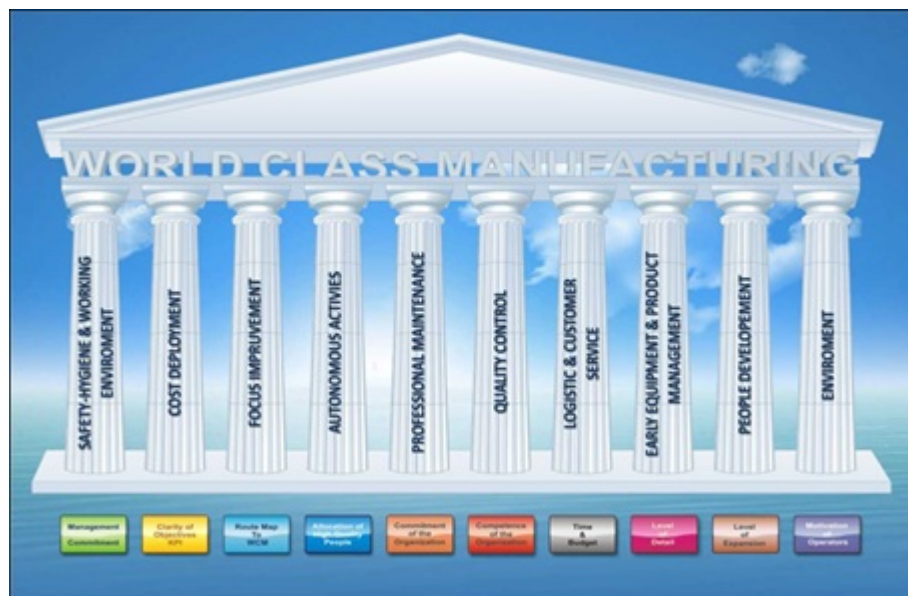 WORLD CLASS MANUFACTURING
SAFETY-HYGIENE & WORKING
ENVIROMENT
COST DEPLOYMENT
FOCUS IMPRUVEMENT
AUTONOMOUS ACTIVIES
PROFESSIONAL MAINTENANCE
QUALITY CONTROL
LOGISTIC & CUSTOMER
SERVICE
EARLY EQUIPMENT & PRODUCT
MANAGEMENT
PEOPLE DEVELOPEMENT
ENVIROMENT
Management
Commitment
Clarity of
Objectives
KPI
Route Map
To
WCM
Allocation of
High Quality
People
Commitment
of the
Organization
Competence
of the
Organization
Time
&
Budget
Level
of
Detail
Level
of
Expansion
Motivation
of
Operators